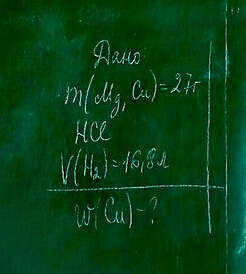 Дано:
m(Mg, Cu)=27г
HCl
V(H₂)=16,8л
W(Cu)-?